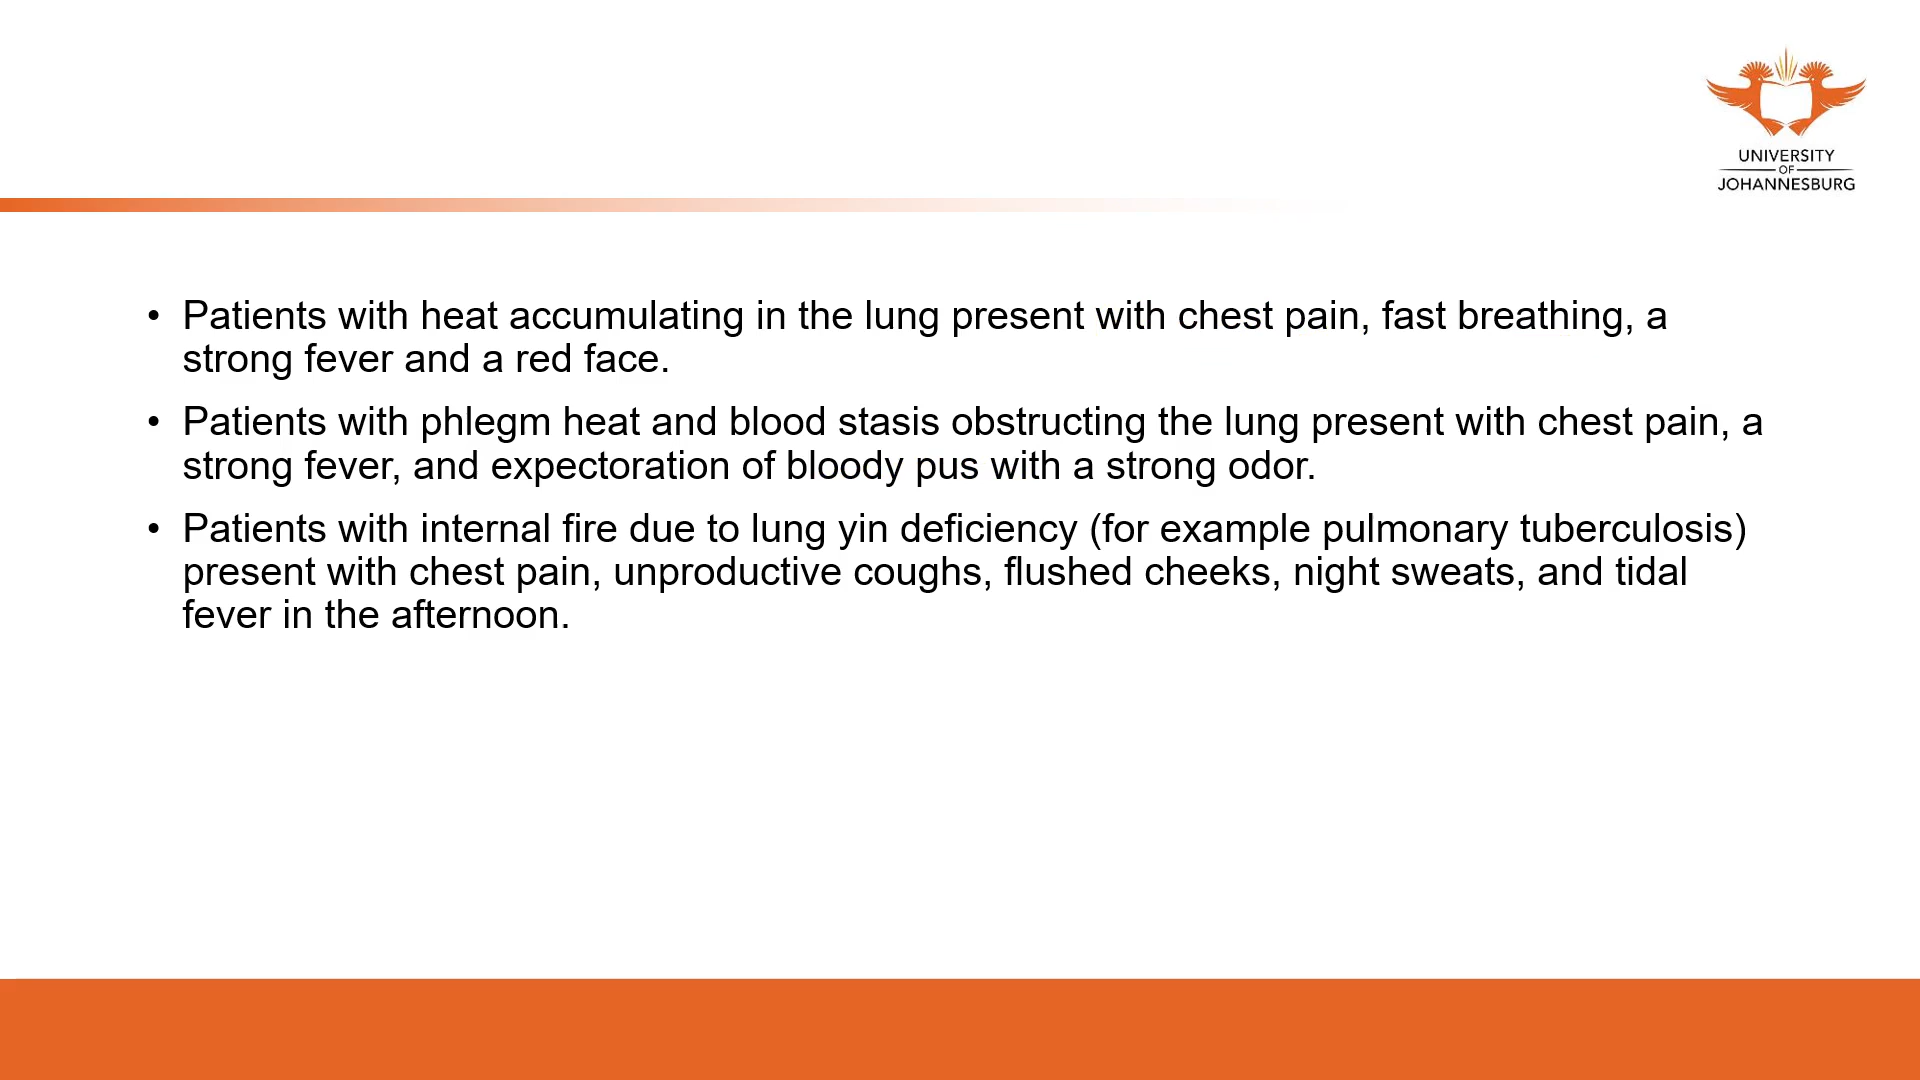 UNIVERSITY
OF
JOHANNESBURG
• Patients with heat accumulating in the lung present with chest pain, fast breathing, a
strong fever and a red face.
• Patients with phlegm heat and blood stasis obstructing the lung present with chest pain, a
strong fever, and expectoration of bloody pus with a strong odor.
• Patients with internal fire due to lung yin deficiency (for example pulmonary tuberculosis)
present with chest pain, unproductive coughs, flushed cheeks, night sweats, and tidal
fever in the afternoon.